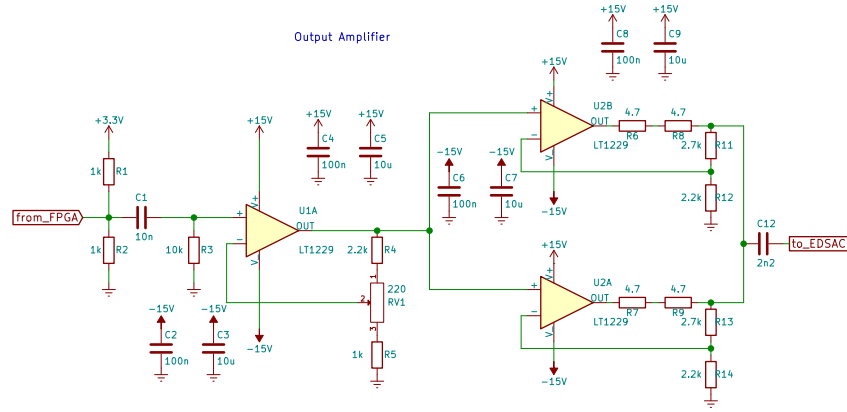 Output Amplifier
+15V
C8
100n
+15V
C9
10u
+3.3V
1k
R1
from_FPGA
1k
R2
C1
10n
10k
R3
-15V
C2
100n
-15V
C3
10u
+15V
+
-
V+
V-
U1A
OUT
LT1229
-15V
+15V
C4
100n
+15V
C5
10u
2.2k
R4
1
220
RV1
2
3
1k
R5
-15V
C6
100n
-15V
C7
10u
+15V
+
-
V+
V-
U2B
OUT
LT1229
-15V
4.7
R6
4.7
R8
2.7k
R11
2.2k
R12
+15V
+
-
V+
V-
U2A
OUT
LT1229
-15V
4.7
R7
4.7
R9
2.7k
R13
2.2k
R14
C12
2n2
to_EDSAC